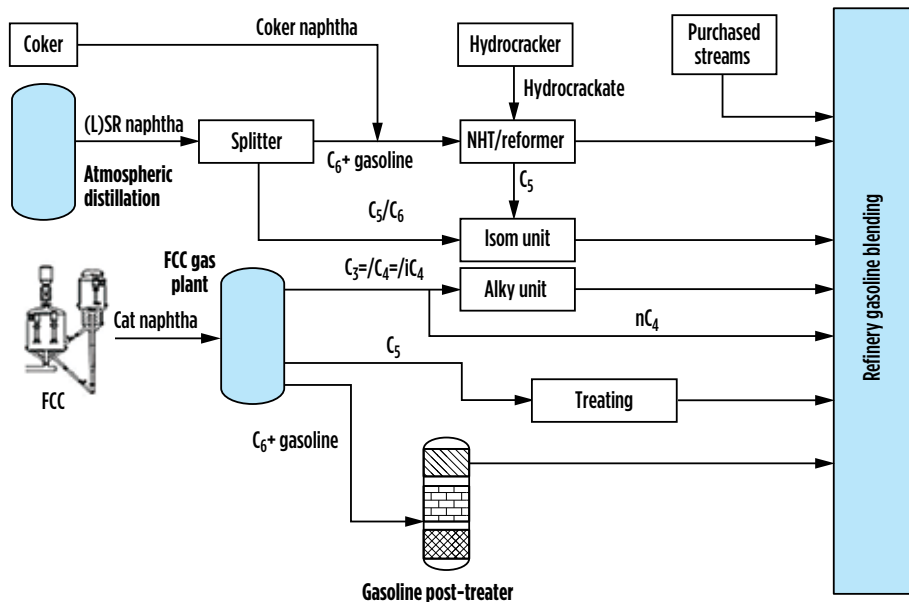 Coker
Coker naphtha
Hydrocracker
Purchased
streams
Hydrocrackate
(L)SR naphtha
Splitter
C₆+ gasoline
NHT/reformer
Atmospheric
distillation
C₅
C₅/C₆
Isom unit
FCC gas
plant
C₃=/C₄=/iC₄
Alky unit
Cat naphtha
nC₄
C₅
FCC
Treating
C₆+ gasoline
Gasoline post-treater
Refinery gasoline blending